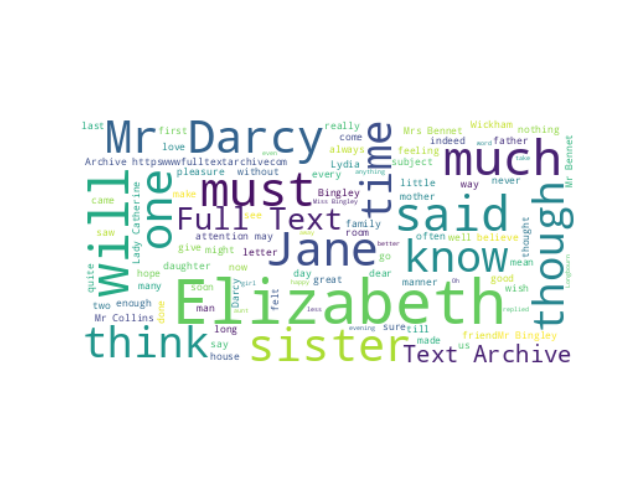 last
first
Mr Darcy
really
time
Mrs Bennet
Wickham
nothing
love
come
always
indeed
word
father
much
Mr Bennet
Archive httpswwwfulltextarchivecom
even
Lydia
feeling
subject
take
will
one
pleasure
without
every
anything
little
way
never
came
Lady Catherine
make
must
Miss Bingley
Bingley
mother
said
though
saw
Full Text
see
family
room
often
well
believe
thought
attention may
Jane
better
know
mean
Longbourn
quite
give
might
letter
go
hope
daughter
now
day
dear
manner
good
many
soon
Darcy
girl
happy
great
wish
two
enough
done
man
Elizabeth
felt
less
oh
replied
Mr Collins
long
evening
sure
till
friend
Mr Bingley
think
say
sister
made
us
house
Text Archive